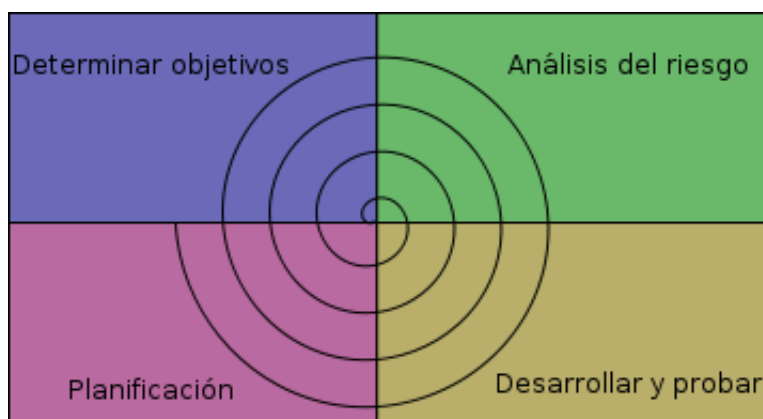 Determinar objetivos
Análisis del riesgo
Planificación
Desarrollar y probar